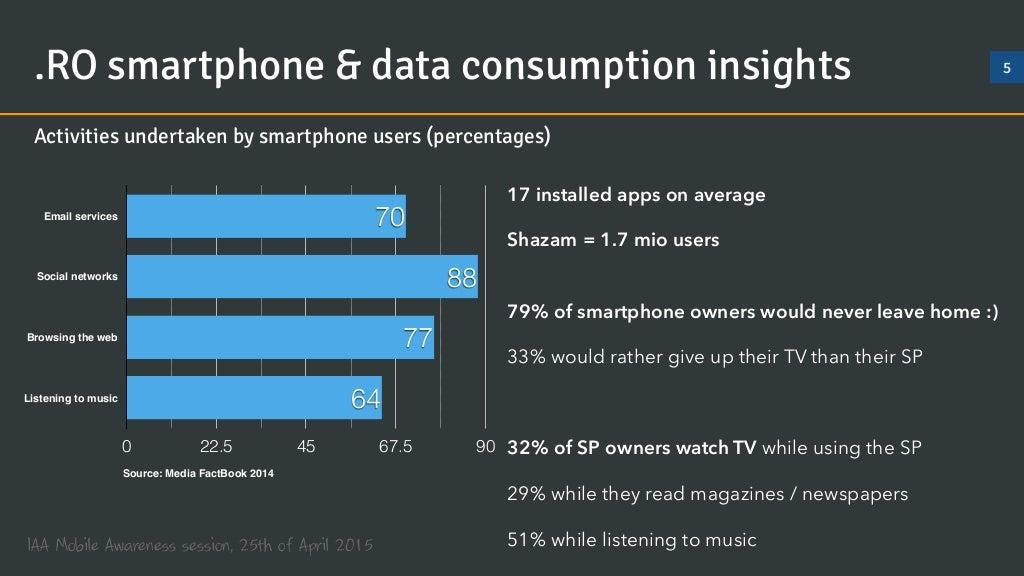 .RO smartphone & data consumption insights
5
Activities undertaken by smartphone users (percentages)
Email services
70
Social networks
88
Browsing the web
77
Listening to music
64
0 22.5 45 67.5 90
Source: Media FactBook 2014
17 installed apps on average
Shazam = 1.7 mio users
79% of smartphone owners would never leave home :)
33% would rather give up their TV than their SP
32% of SP owners watch TV while using the SP
29% while they read magazines / newspapers
51% while listening to music
IAA Mobile Awareness session, 25th of April 2015